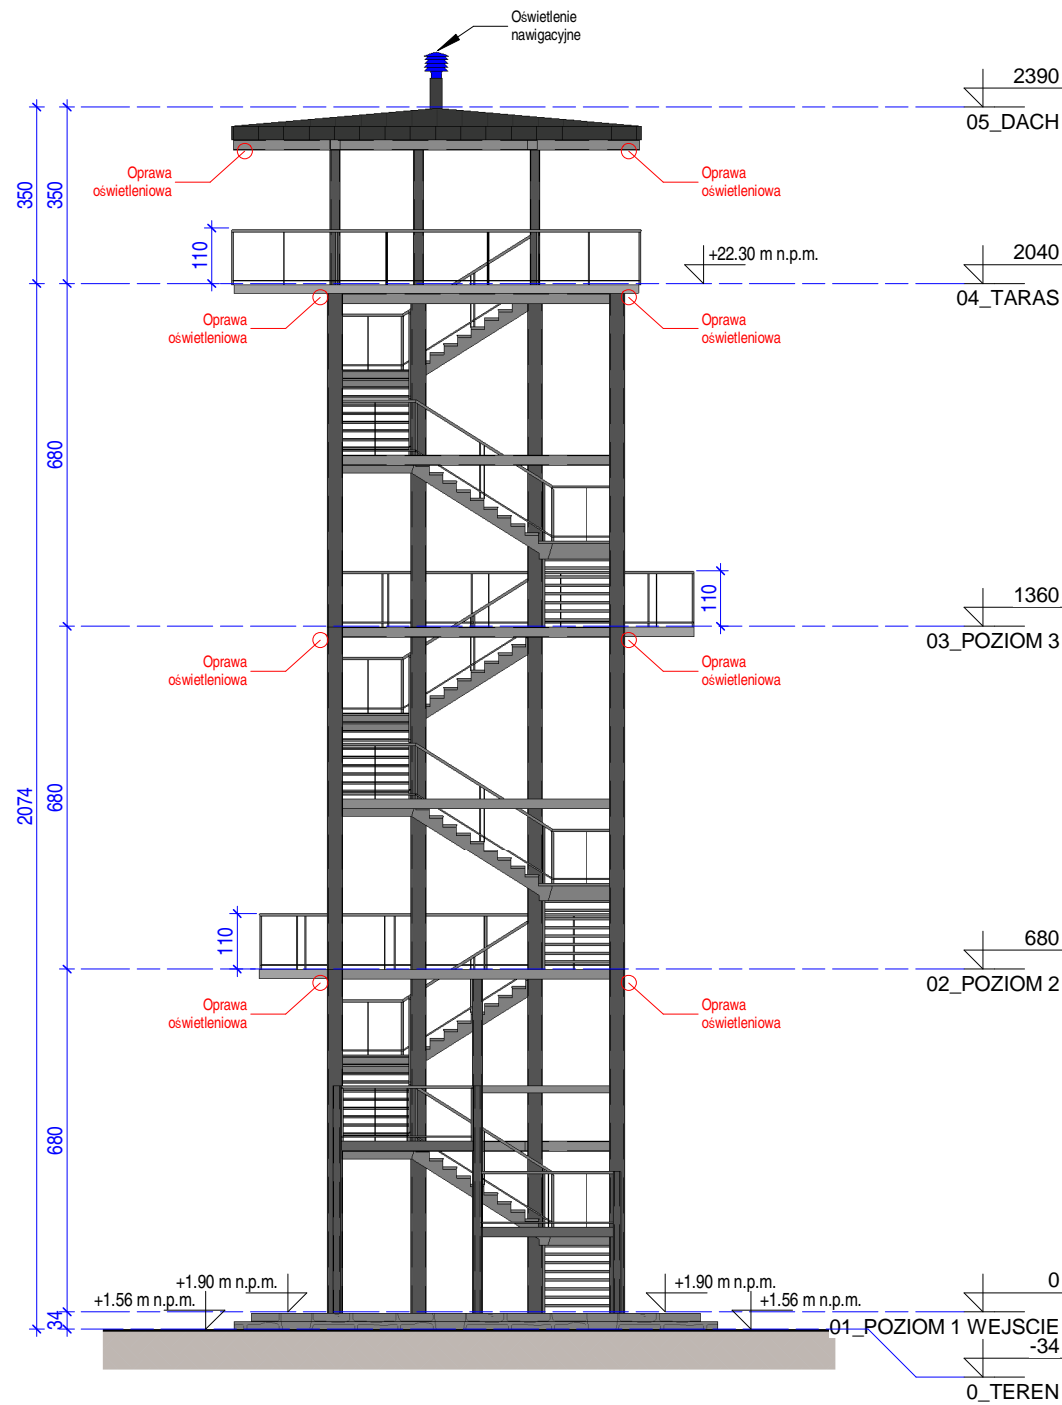 Oświetlenie
nawigacyjne
2390
05_DACH
Oprawa
oświetleniowa
Oprawa
oświetleniowa
350
350
110
+22.30 m n.p.m.
2040
04_TARAS
Oprawa
oświetleniowa
Oprawa
oświetleniowa
680
110
1360
03_POZIOM 3
Oprawa
oświetleniowa
Oprawa
oświetleniowa
2074
680
110
680
02_POZIOM 2
Oprawa
oświetleniowa
Oprawa
oświetleniowa
680
+1.90 m n.p.m.
+1.56 m n.p.m.
+1.90 m n.p.m.
+1.56 m n.p.m.
0
01_POZIOM 1 WEJSCIE
34
-34
0_TEREN